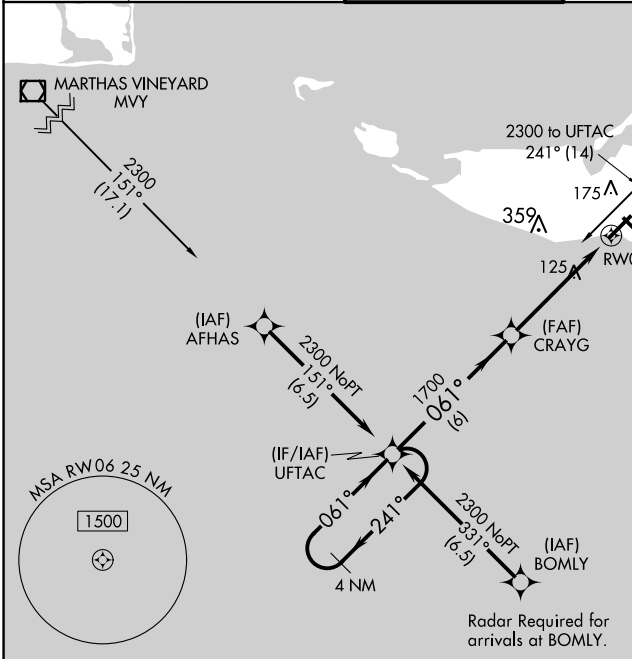 MARTHAS VINEYARD
MVY
2300
151°
(17.1)
2300 to UFTAC
241° (14)
175
359
125
RW0
(IAF)
AFHAS
2300 NoPT
151°
(6.5)
(FAF)
CRAYG
1700
061°
(6)
(IF/IAF)
UFTAC
061°
241°
4 NM
2300 NoPT
331°
(6.5)
(IAF)
BOMLY
Radar Required for
arrivals at BOMLY.
MSA RW06 25 NM
1500